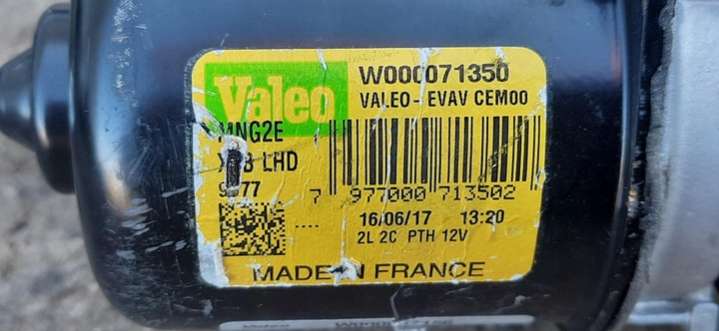 Valeo
W000071350
VALEO - EVAV CEM00
MNG2E
LHD
7 977000 713502
16/06/17 13:20
2L 2C PTH 12V
MADE IN FRANCE
Valeo